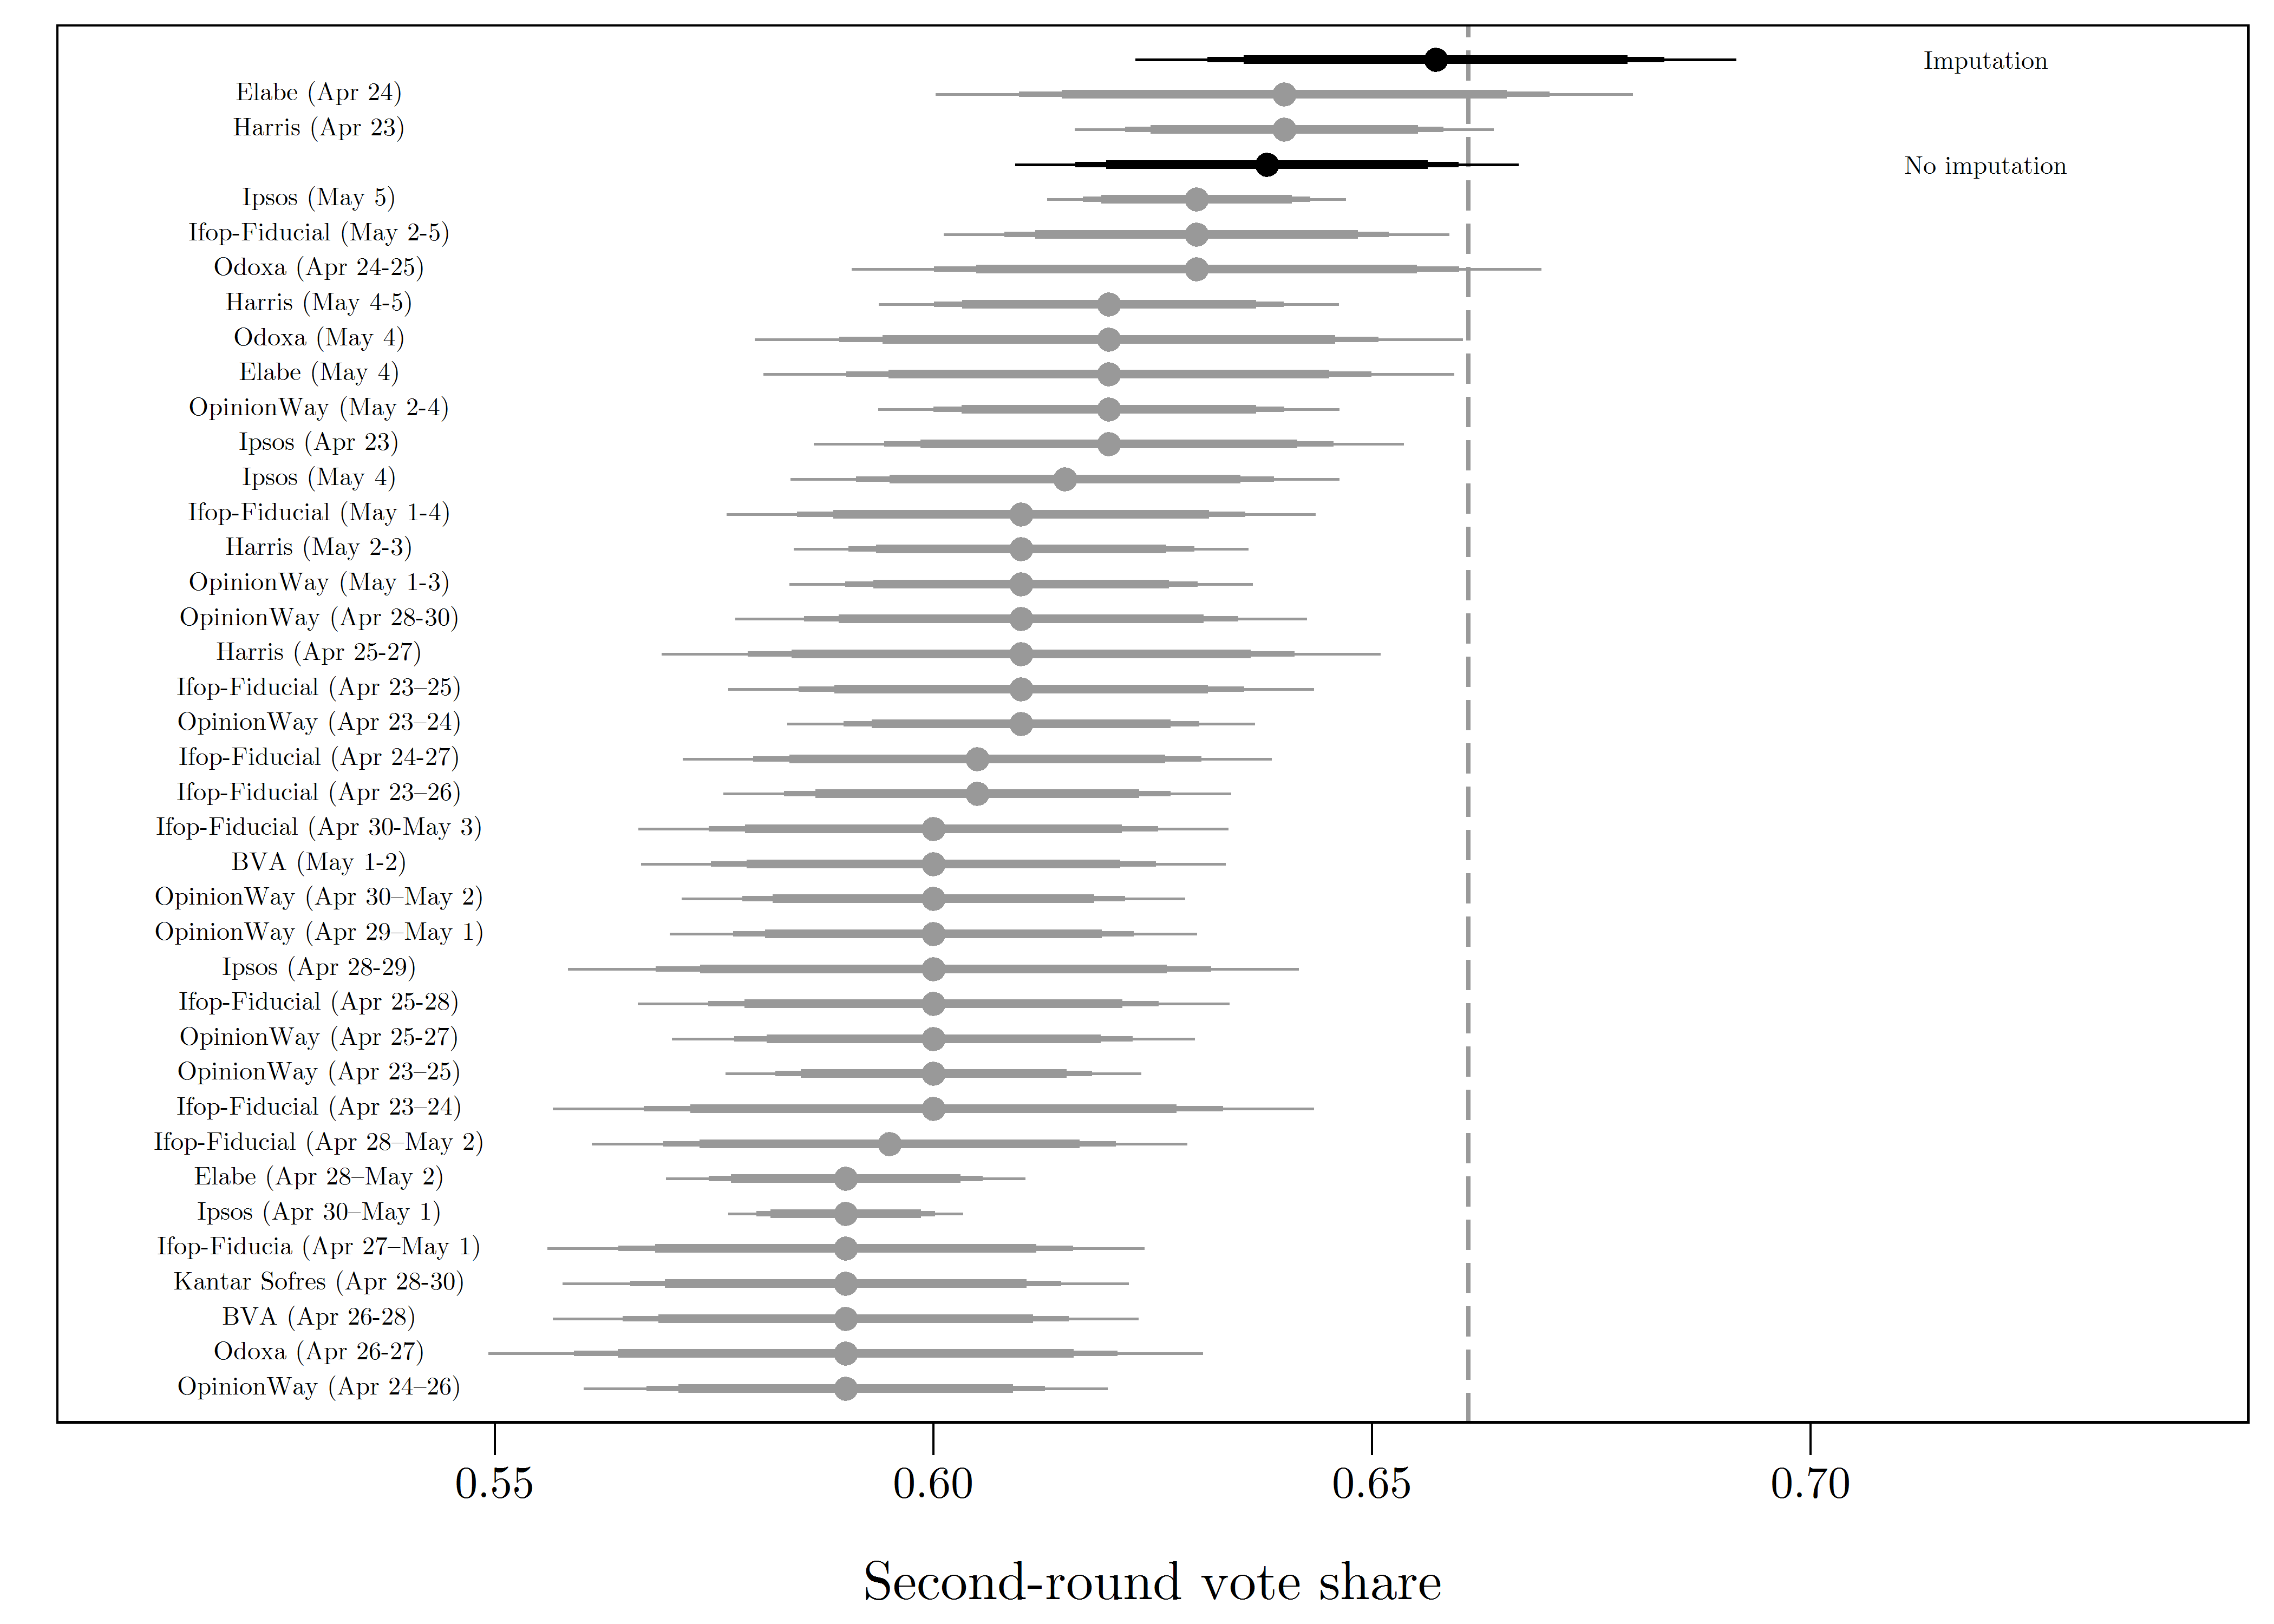 Imputation
Elabe (Apr 24)
Harris (Apr 23)
No imputation
Ipsos (May 5)
Ifop-Fiducial (May 2-5)
Odoxa (Apr 24-25)
Harris (May 4-5)
Odoxa (May 4)
Elabe (May 4)
OpinionWay (May 2-4)
Ipsos (Apr 23)
Ipsos (May 4)
Ifop-Fiducial (May 1-4)
Harris (May 2-3)
OpinionWay (May 1-3)
OpinionWay (Apr 28-30)
Harris (Apr 25-27)
Ifop-Fiducial (Apr 23–25)
OpinionWay (Apr 23–24)
Ifop-Fiducial (Apr 24-27)
Ifop-Fiducial (Apr 23–26)
Ifop-Fiducial (Apr 30-May 3)
BVA (May 1-2)
OpinionWay (Apr 30–May 2)
OpinionWay (Apr 29–May 1)
Ipsos (Apr 28-29)
Ifop-Fiducial (Apr 25-28)
OpinionWay (Apr 25-27)
OpinionWay (Apr 23–25)
Ifop-Fiducial (Apr 23–24)
Ifop-Fiducial (Apr 28–May 2)
Elabe (Apr 28–May 2)
Ipsos (Apr 30–May 1)
Ifop-Fiducia (Apr 27–May 1)
Kantar Sofres (Apr 28-30)
BVA (Apr 26-28)
Odoxa (Apr 26-27)
OpinionWay (Apr 24–26)
0.55 0.60 0.65 0.70
Second-round vote share